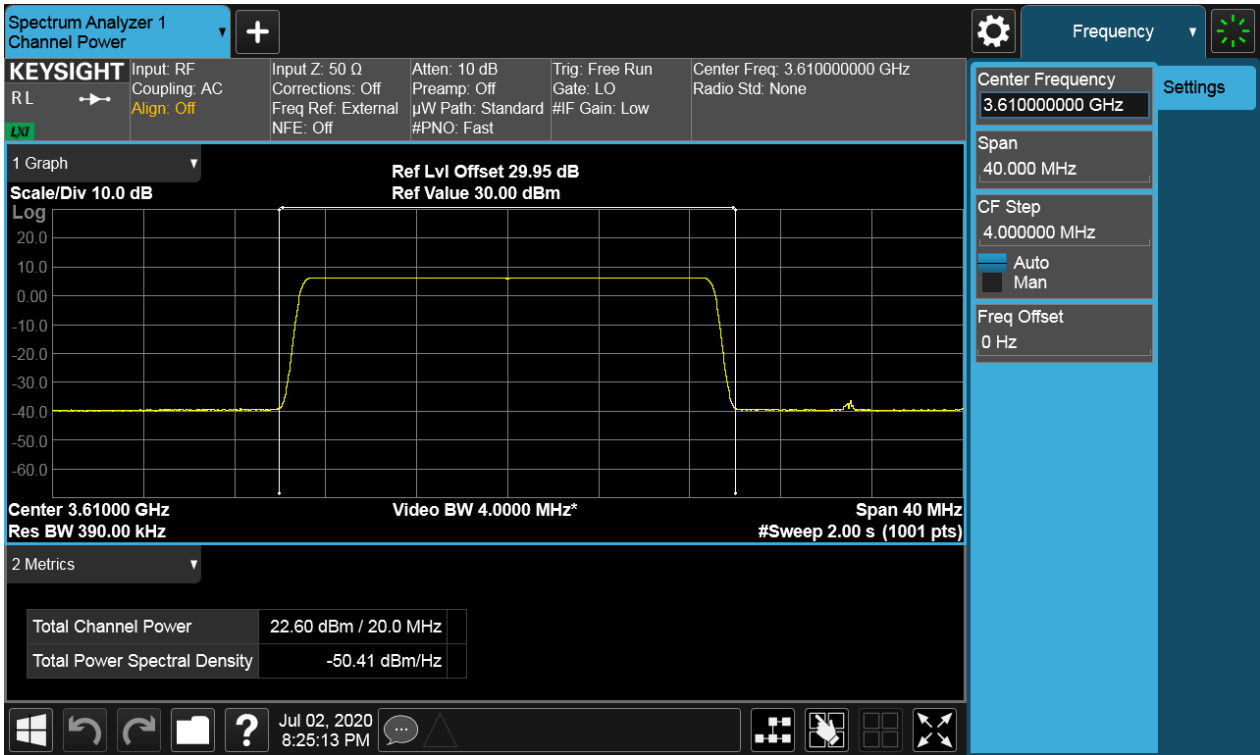 Spectrum Analyzer 1
Channel Power
Frequency
KEYSIGHT
R L
LXI
Input: RF
Coupling: AC
Align: Off
Input Z: 50 Ω
Corrections: Off
Freq Ref: External
NFE: Off
Atten: 10 dB
Preamp: Off
µW Path: Standard
#PNO: Fast
Trig: Free Run
Gate: LO
#IF Gain: Low
Center Freq: 3.610000000 GHz
Radio Std: None
Center Frequency
3.610000000 GHz
Settings
Span
40.000 MHz
CF Step
4.000000 MHz
Auto
Man
Freq Offset
0 Hz
1 Graph
Scale/Div 10.0 dB
Ref Lvl Offset 29.95 dB
Ref Value 30.00 dBm
Log
20.0
10.0
0.00
-10.0
-20.0
-30.0
-40.0
-50.0
-60.0
Center 3.61000 GHz
Video BW 4.0000 MHz*
Span 40 MHz
Res BW 390.00 kHz
#Sweep 2.00 s (1001 pts)
2 Metrics
Total Channel Power 22.60 dBm / 20.0 MHz
Total Power Spectral Density -50.41 dBm/Hz
?
Jul 02, 2020
8:25:13 PM